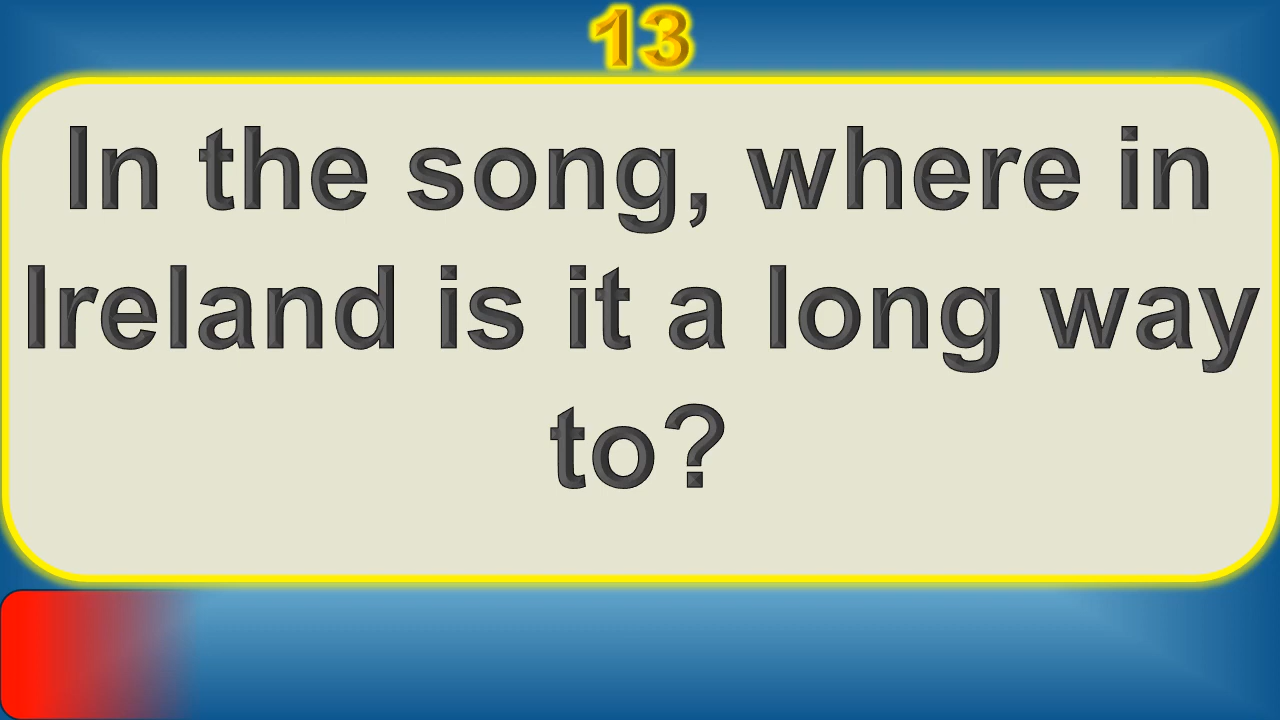 13
In the song, where in
Ireland is it a long way
to?